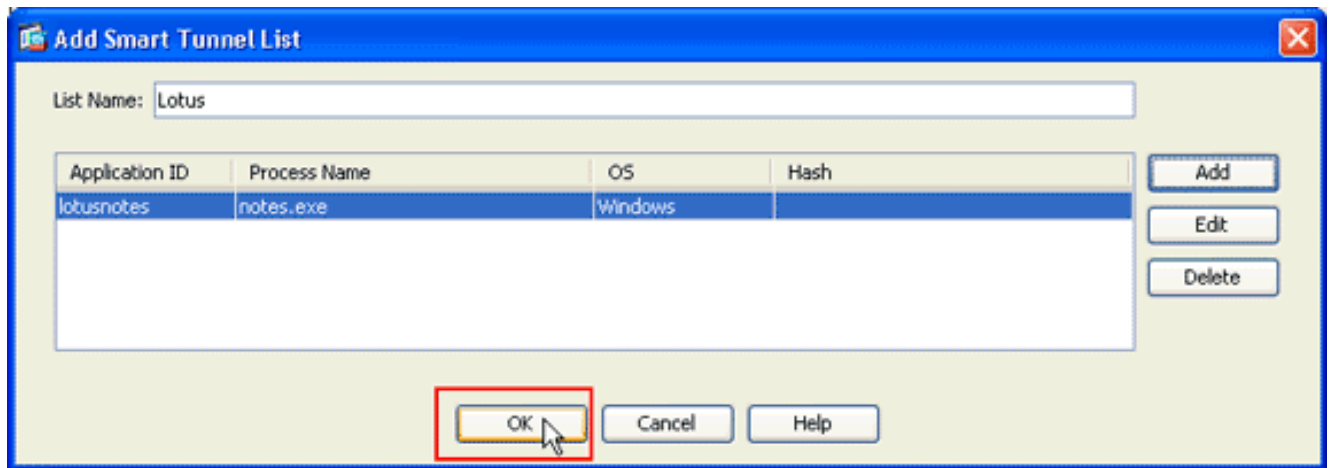 Add Smart Tunnel List
List Name: Lotus
Application ID Process Name OS Hash Add
lotusnotes notes.exe Windows
Edit
Delete
OK Cancel Help